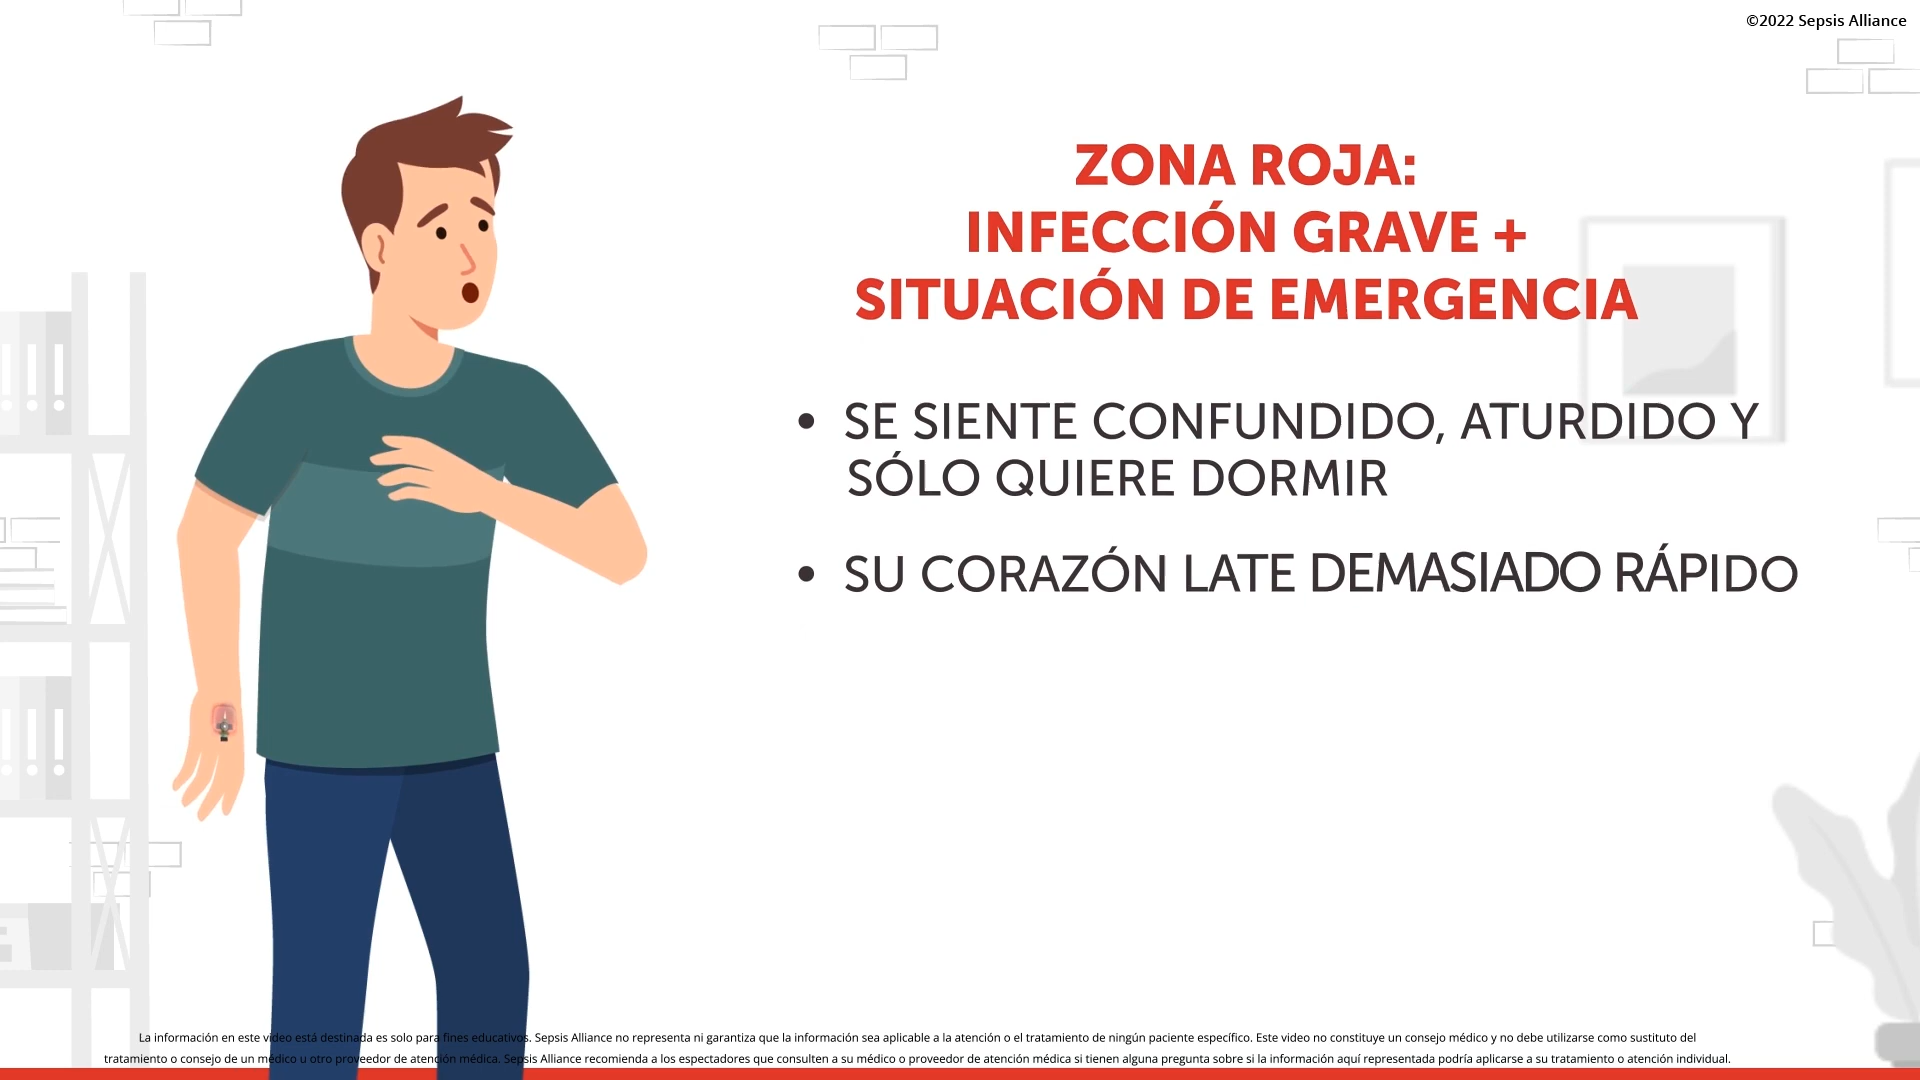 ©2022 Sepsis Alliance
ZONA ROJA:
INFECCIÓN GRAVE +
SITUACIÓN DE EMERGENCIA
• SE SIENTE CONFUNDIDO, ATURDIDO Y
SÓLO QUIERE DORMIR
• SU CORAZÓN LATE DEMASIADO RÁPIDO
La información en este video está destinada es solo para fines educativos. Sepsis Alliance no representa ni garantiza que la información sea aplicable a la atención o el tratamiento de ningún paciente específico. Este video no constituye un consejo médico y no debe utilizarse como sustituto del
tratamiento o consejo de un médico u otro proveedor de atención médica. Sepsis Alliance recomienda a los espectadores que consulten a su médico o proveedor de atención médica si tienen alguna pregunta sobre si la información aquí representada podría aplicarse a su tratamiento o atención individual.